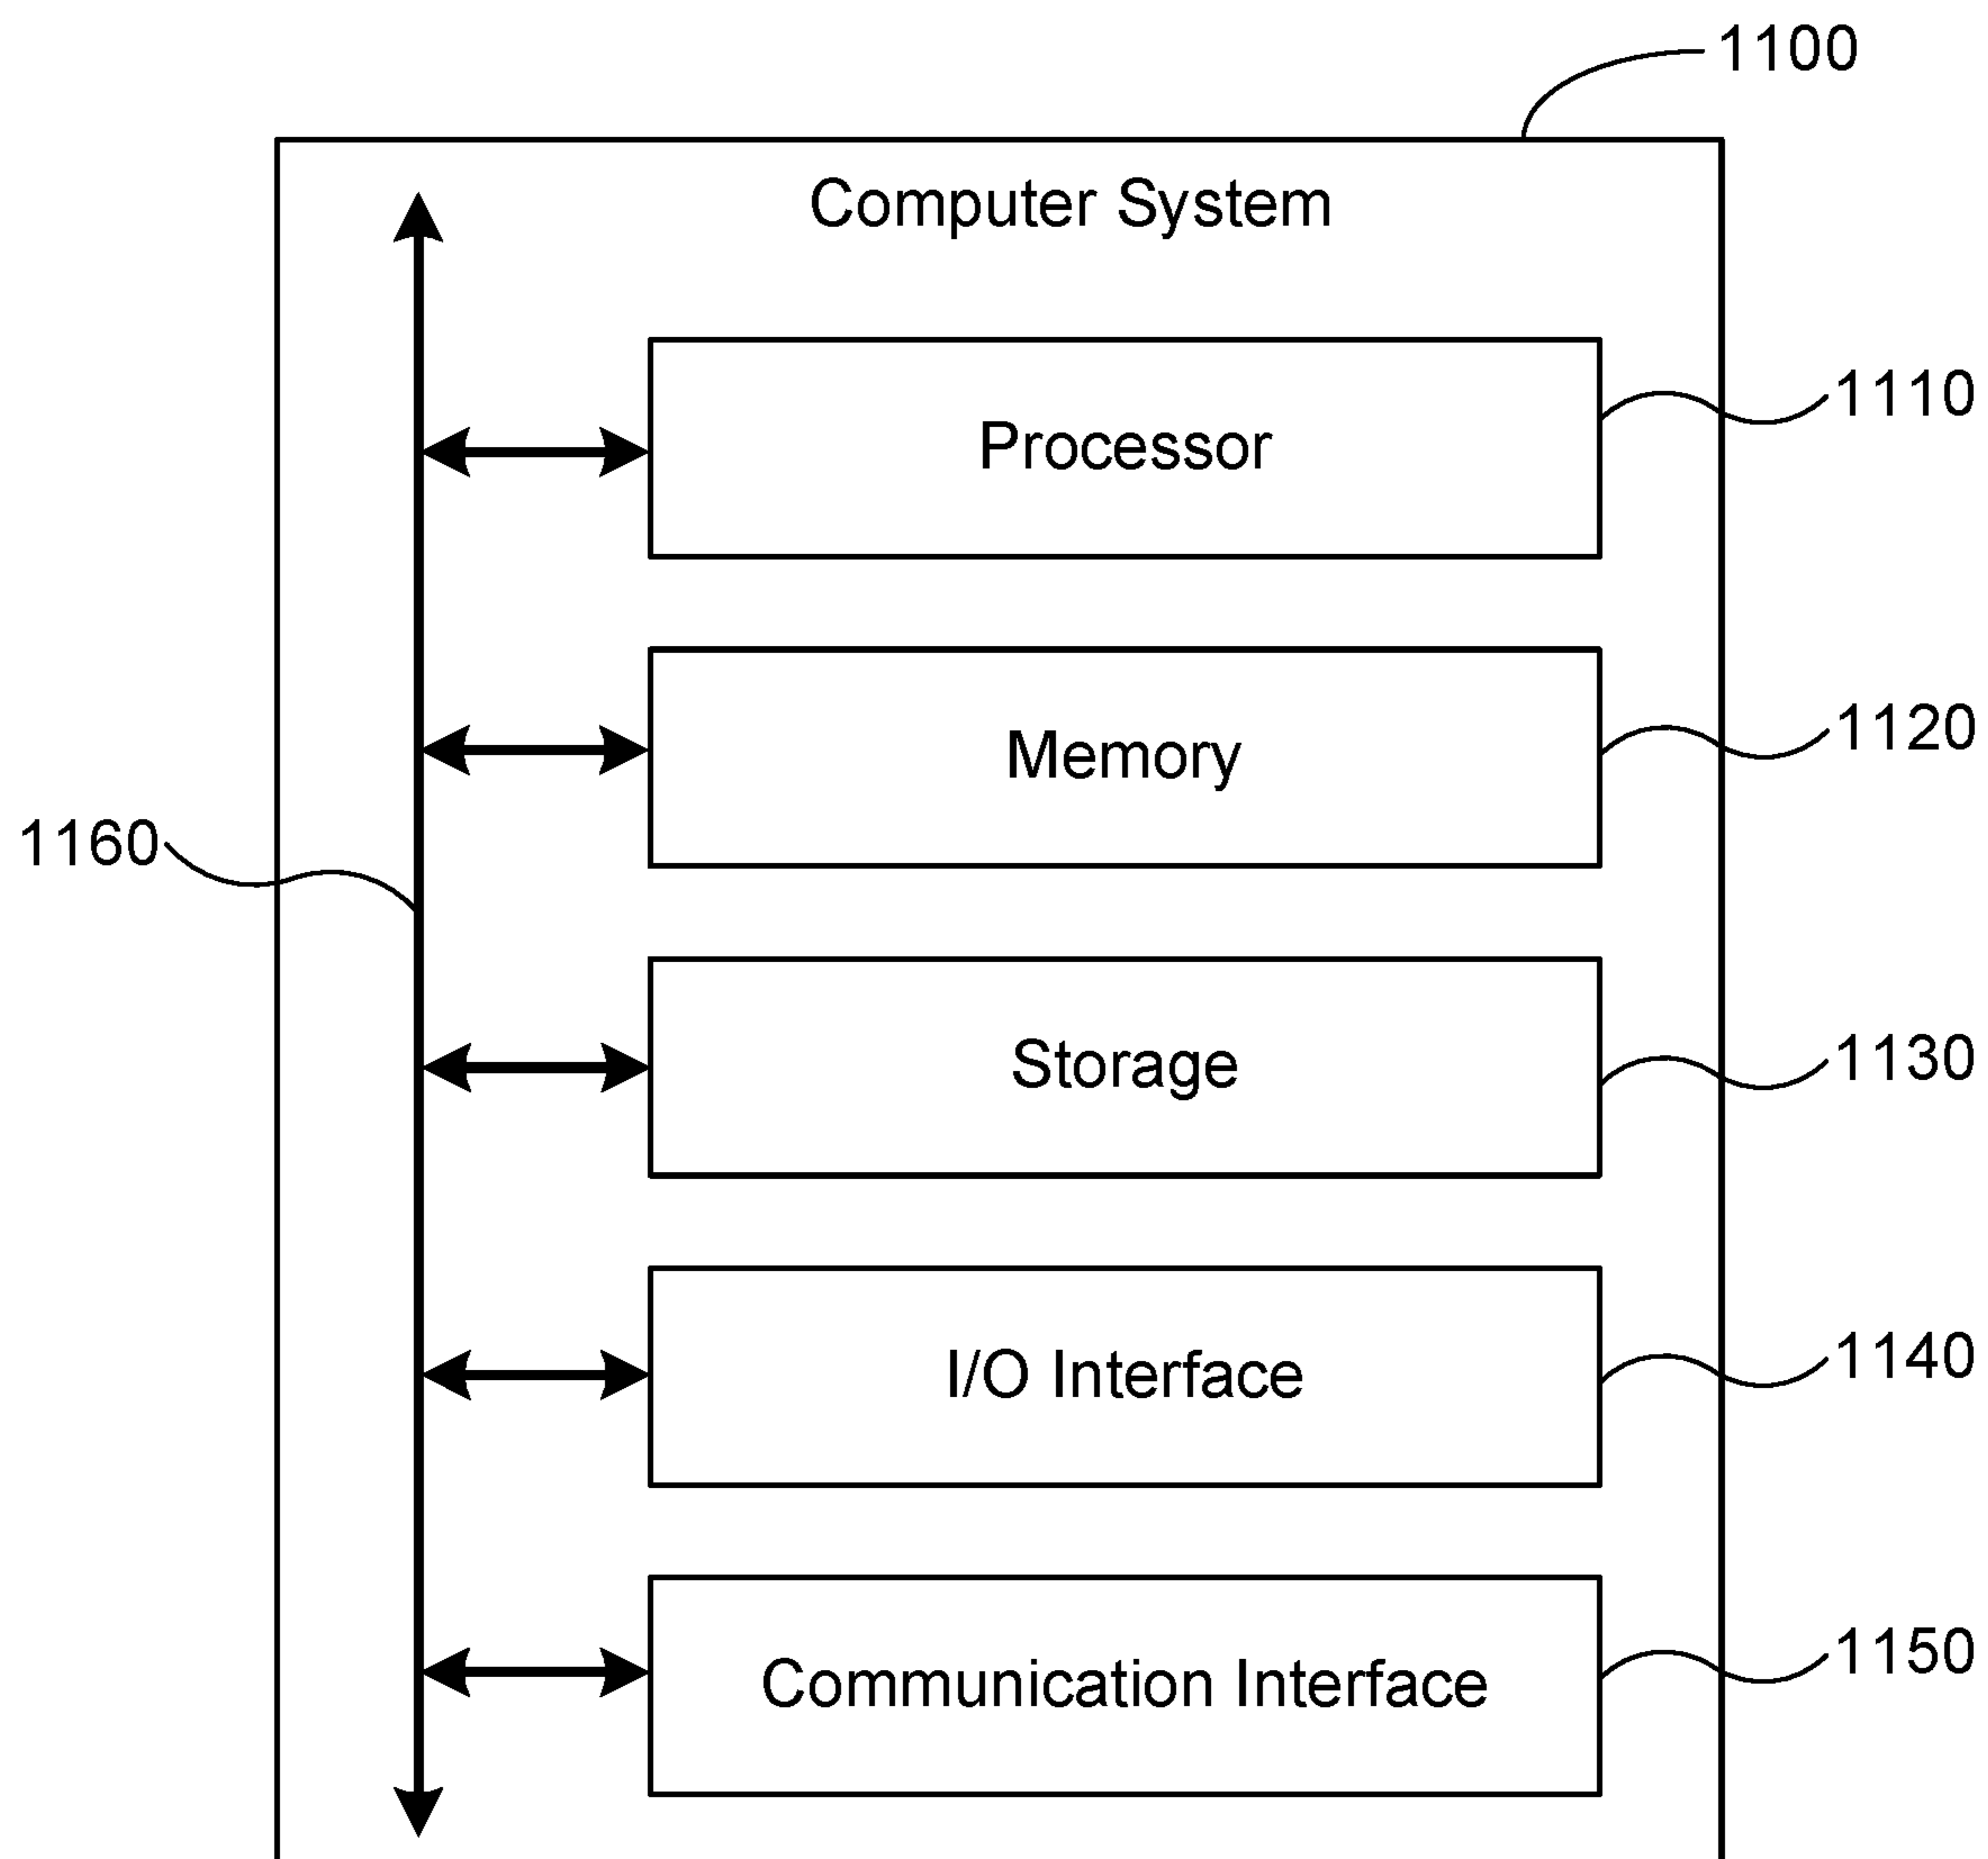 1100
Computer System
1110
Processor
1120
Memory
1160
1130
Storage
1140
I/O Interface
1150
Communication Interface